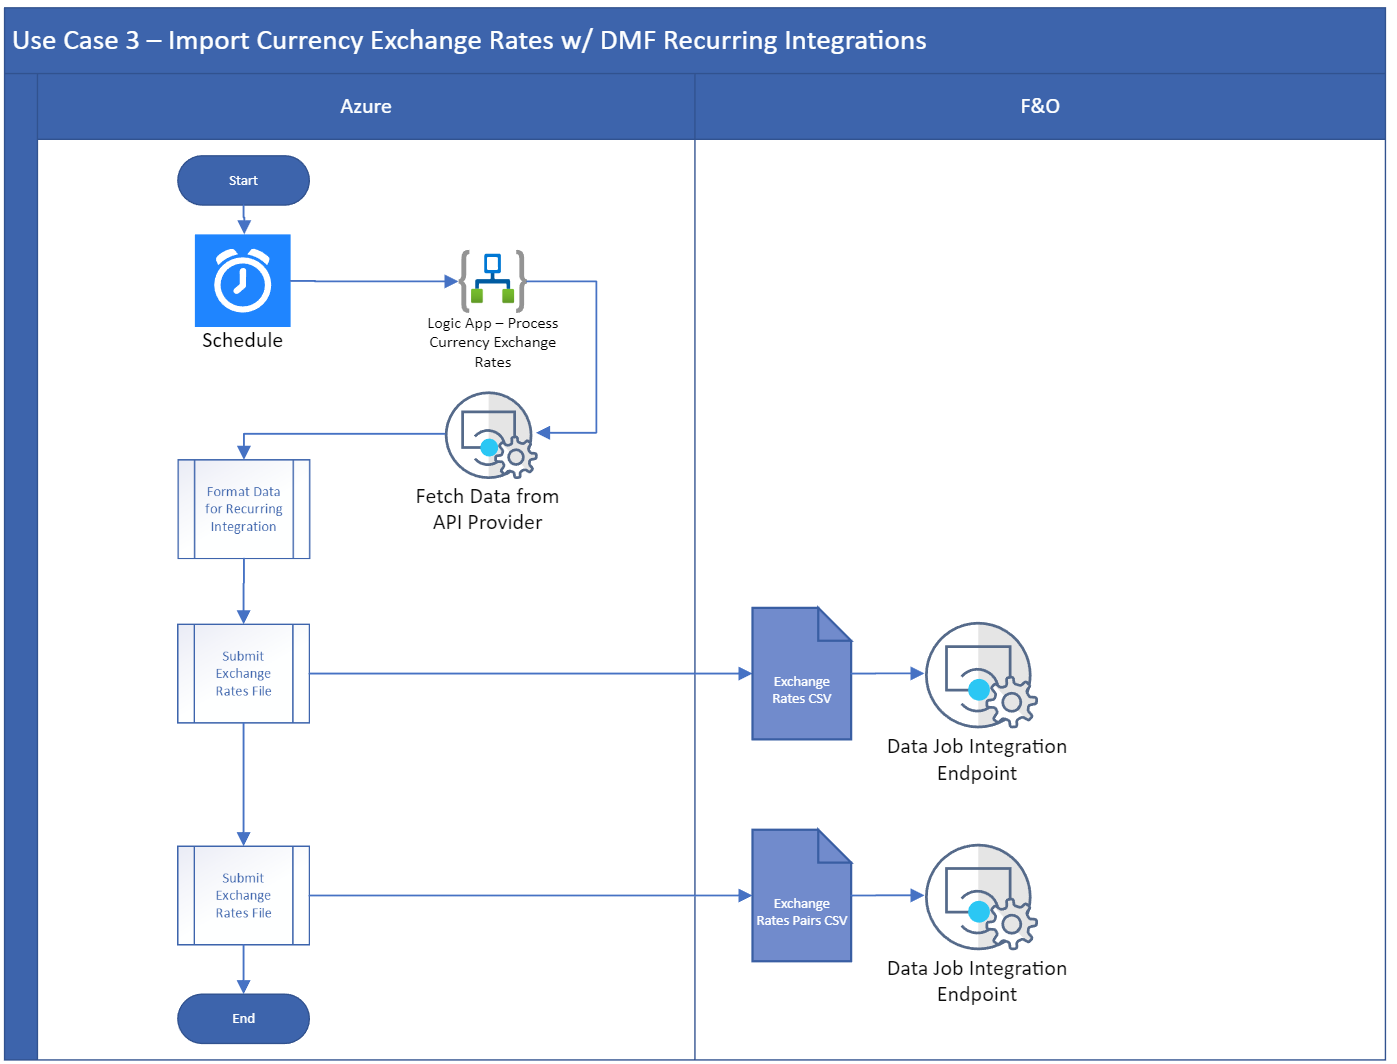 Use Case 3 – Import Currency Exchange Rates w/ DMF Recurring Integrations
Azure
F&O
Start
Schedule
Logic App – Process
Currency Exchange
Rates
Fetch Data from
API Provider
Format Data
for Recurring
Integration
Submit
Exchange
Rates File
Exchange
Rates CSV
Data Job Integration
Endpoint
Submit
Exchange
Rates File
Exchange
Rates Pairs CSV
Data Job Integration
Endpoint
End